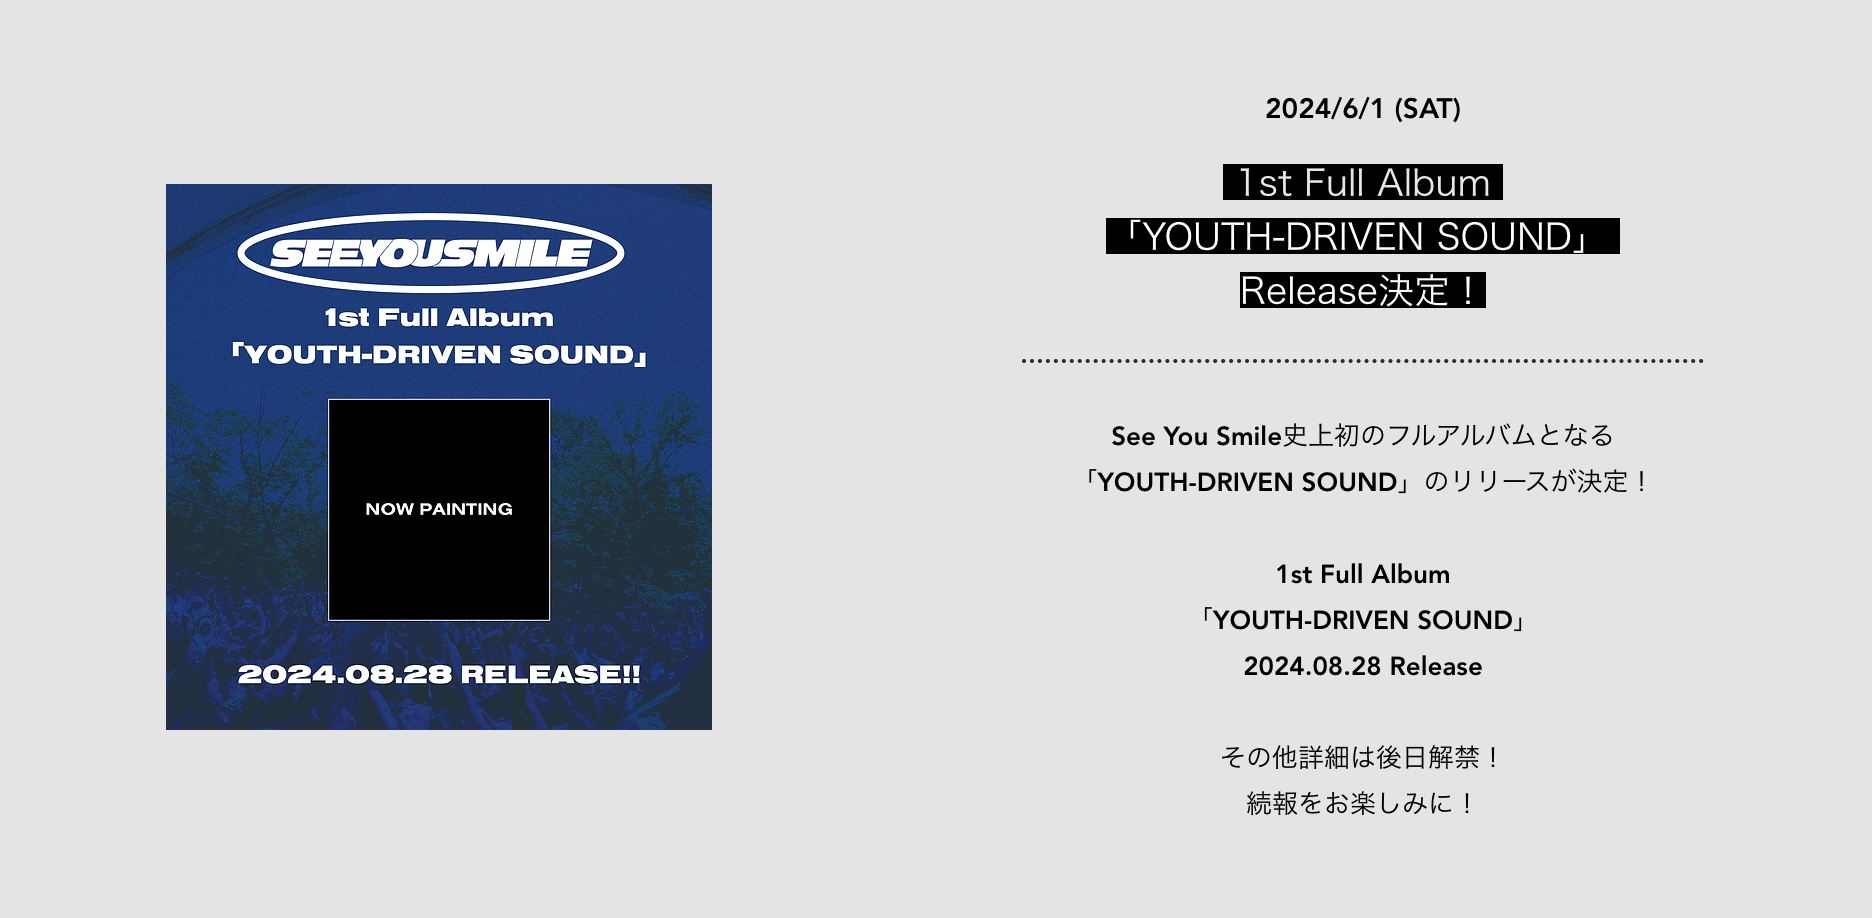 SEEYOUSMILE
1st Full Album
「YOUTH-DRIVEN SOUND」
NOW PAINTING
2024.08.28 RELEASE!!
2024/6/1 (SAT)
1st Full Album
「YOUTH-DRIVEN SOUND」
Release決定！
See You Smile史上初のフルアルバムとなる
「YOUTH-DRIVEN SOUND」のリリースが決定！
1st Full Album
「YOUTH-DRIVEN SOUND」
2024.08.28 Release
その他詳細は後日解禁！
続報をお楽しみに！